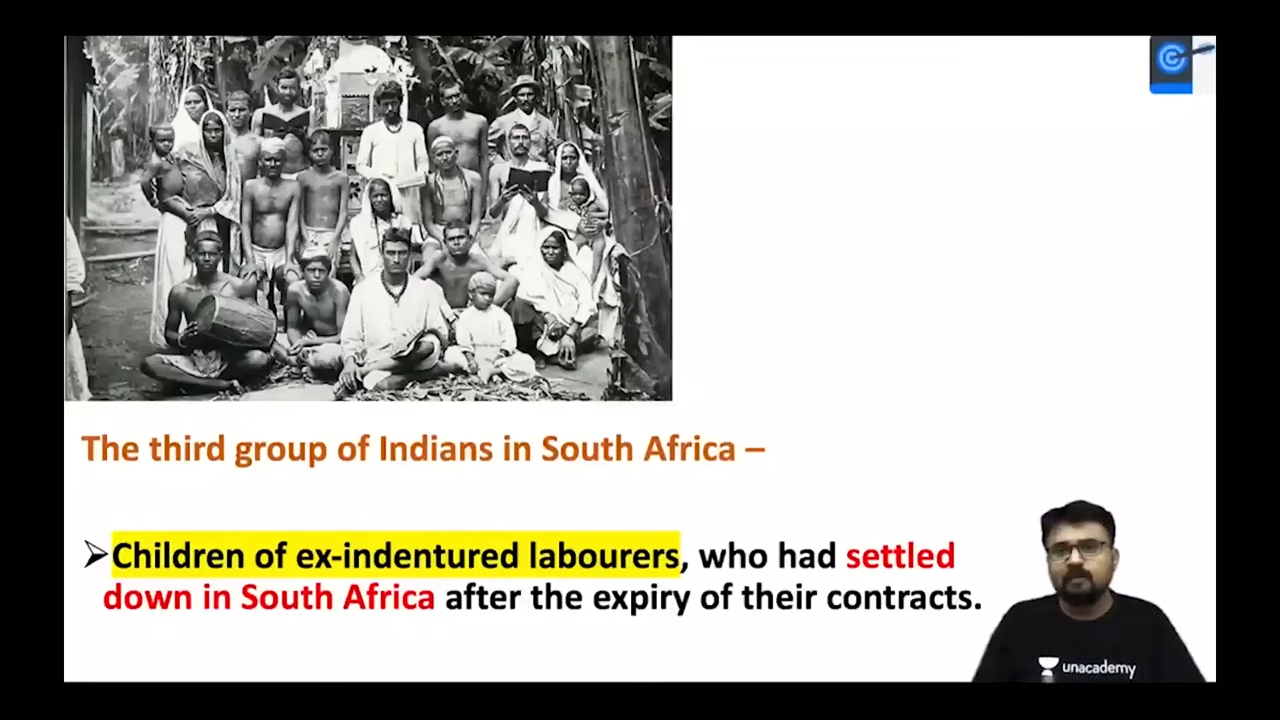 The third group of Indians in South Africa –
➢Children of ex-indentured labourers, who had settled
down in South Africa after the expiry of their contracts.
unacademy